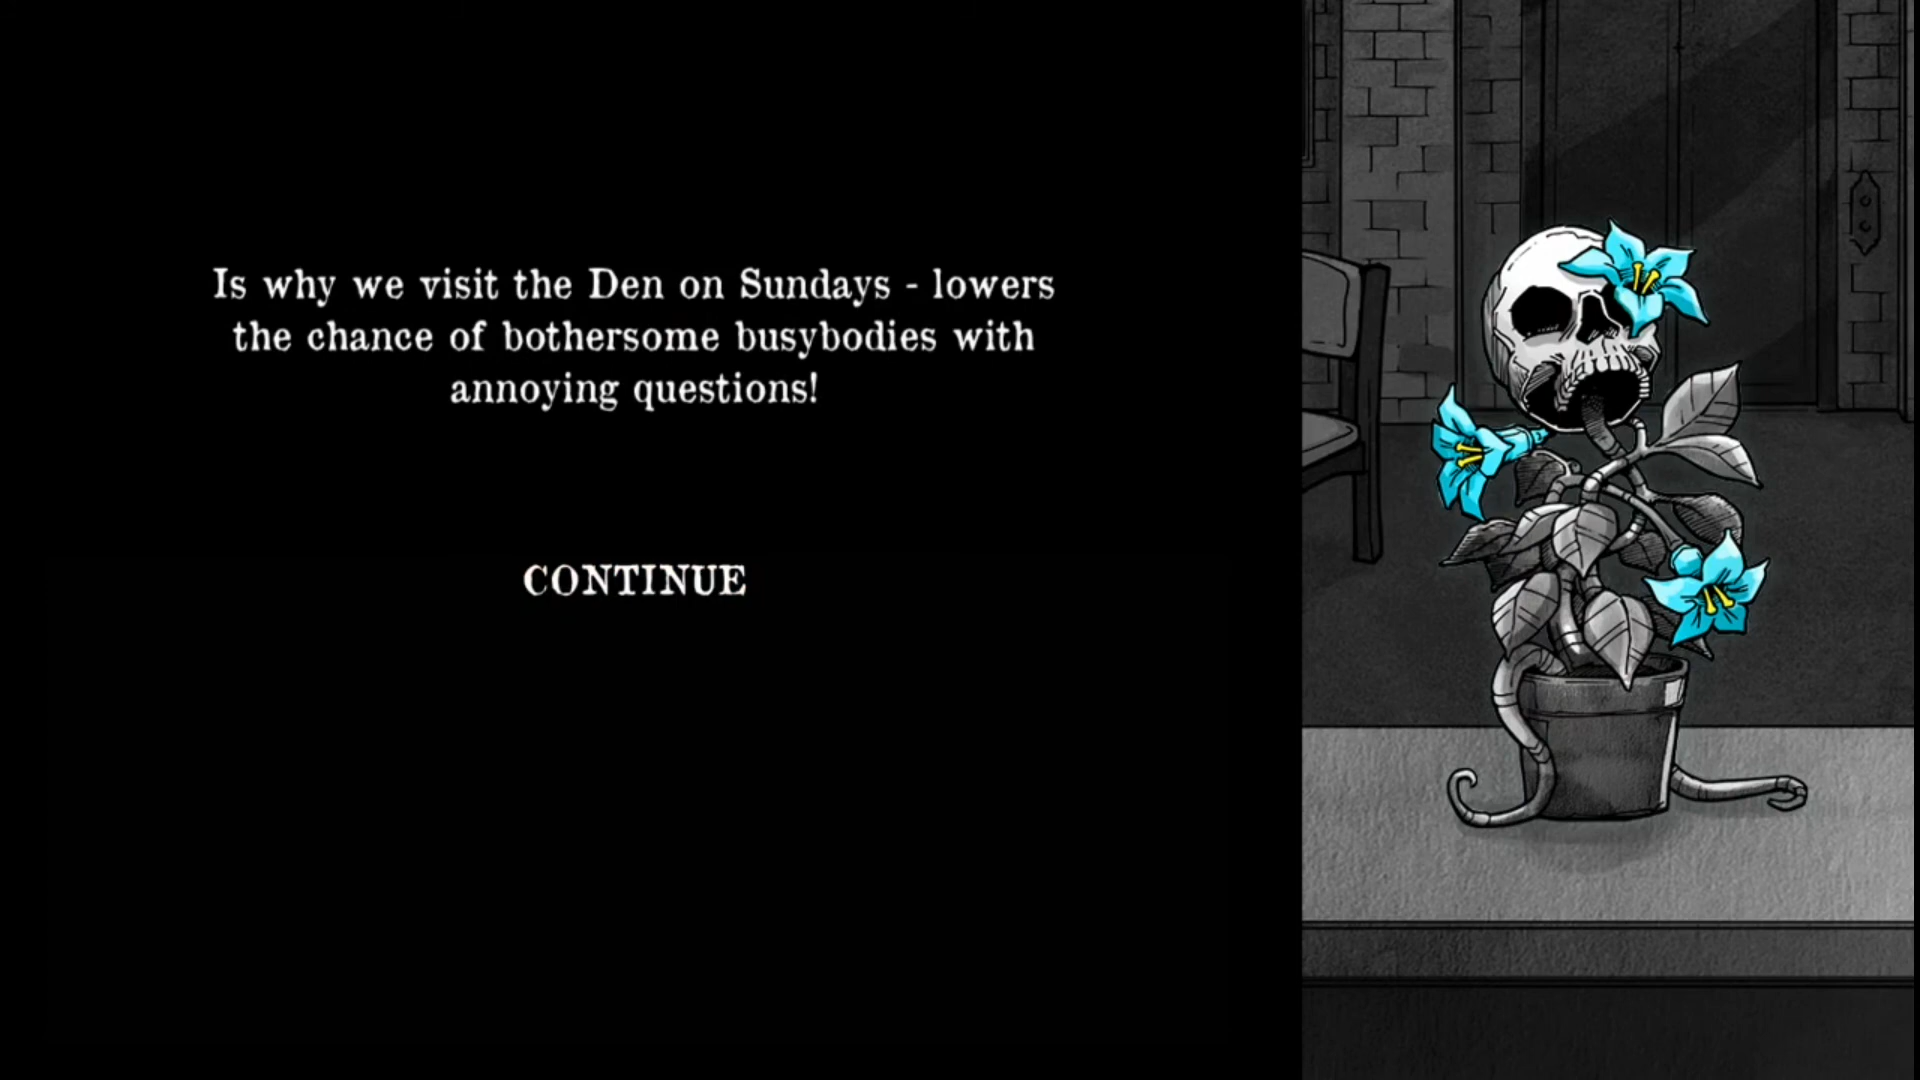 Is why we visit the Den on Sundays - lowers
the chance of bothersome busybodies with
annoying questions!
CONTINUE